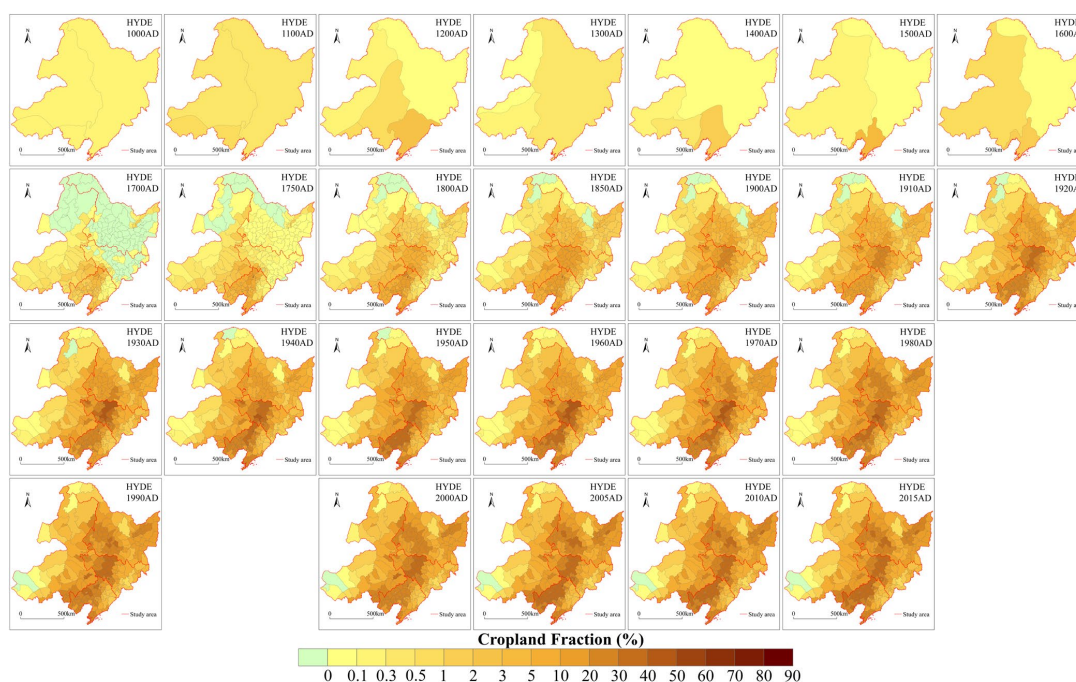 HYDE
1000AD
N
0 500km
Study area
HYDE
1100AD
N
0 500km
Study area
HYDE
1200AD
N
0 500km
Study area
HYDE
1300AD
N
0 500km
Study area
HYDE
1400AD
N
0 500km
Study area
HYDE
1500AD
N
0 500km
Study area
HYDE
1600AD
N
0 500km
Study area
HYDE
1700AD
N
0 500km
Study area
HYDE
1750AD
N
0 500km
Study area
HYDE
1800AD
N
0 500km
Study area
HYDE
1850AD
N
0 500km
Study area
HYDE
1900AD
N
0 500km
Study area
HYDE
1910AD
N
0 500km
Study area
HYDE
1920AD
N
0 500km
Study area
HYDE
1930AD
N
0 500km
Study area
HYDE
1940AD
N
0 500km
Study area
HYDE
1950AD
N
0 500km
Study area
HYDE
1960AD
N
0 500km
Study area
HYDE
1970AD
N
0 500km
Study area
HYDE
1980AD
N
0 500km
Study area
HYDE
1990AD
N
0 500km
Study area
HYDE
2000AD
N
0 500km
Study area
HYDE
2005AD
N
0 500km
Study area
HYDE
2010AD
N
0 500km
Study area
HYDE
2015AD
N
0 500km
Study area
Cropland Fraction (%)
0 0.1 0.3 0.5 1 2 3 5 10 20 30 40 50 60 70 80 90